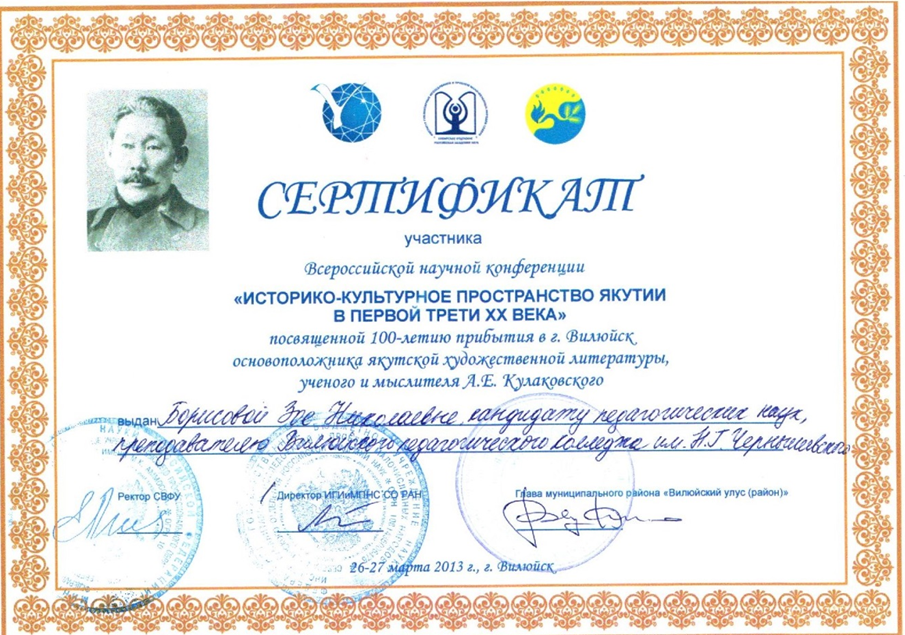 СЕРТИФИКАТ
участника
Всероссийской научной конференции
«ИСТОРИКО-КУЛЬТУРНОЕ ПРОСТРАНСТВО ЯКУТИИ
В ПЕРВОЙ ТРЕТИ XX ВЕКА»
посвященной 100-летию прибытия в г. Вилюйск
основоположника якутской художественной литературы,
ученого и мыслителя А.Е. Кулаковского
выдан Борисовой Зое Николаевне, кандидату педагогических наук,
преподавателю Вилюйского педагогического колледжа им. Н.Г. Чернышевского
Ректор СВФУ
Директор ИГИиПМНС СО РАН
Глава муниципального района «Вилюйский улус (район)»
26-27 марта 2013 г., г. Вилюйск